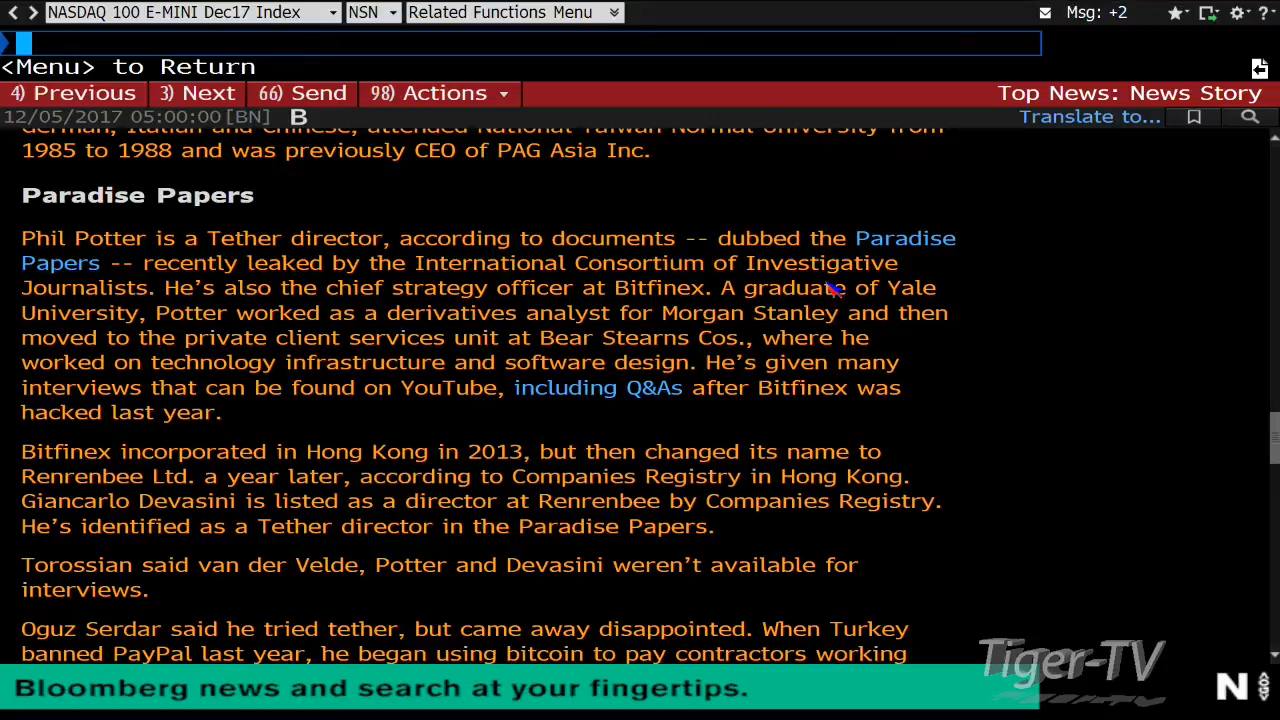 NASDAQ 100 E-MINI Dec17 Index NSN Related Functions Menu Msg: +2
<Menu> to Return
4) Previous 3) Next 66) Send 98) Actions Top News: News Story
12/05/2017 05:00:00 [BN] B Translate to...
German, Italian and Chinese, attended National Taiwan Normal University from
1985 to 1988 and was previously CEO of PAG Asia Inc.
Paradise Papers
Phil Potter is a Tether director, according to documents -- dubbed the Paradise
Papers -- recently leaked by the International Consortium of Investigative
Journalists. He's also the chief strategy officer at Bitfinex. A graduate of Yale
University, Potter worked as a derivatives analyst for Morgan Stanley and then
moved to the private client services unit at Bear Stearns Cos., where he
worked on technology infrastructure and software design. He's given many
interviews that can be found on YouTube, including Q&As after Bitfinex was
hacked last year.
Bitfinex incorporated in Hong Kong in 2013, but then changed its name to
Renrenbee Ltd. a year later, according to Companies Registry in Hong Kong.
Giancarlo Devasini is listed as a director at Renrenbee by Companies Registry.
He's identified as a Tether director in the Paradise Papers.
Torossian said van der Velde, Potter and Devasini weren't available for
interviews.
Oguz Serdar said he tried tether, but came away disappointed. When Turkey
banned PayPal last year, he began using bitcoin to pay contractors working
Tiger-TV
Bloomberg news and search at your fingertips.
N